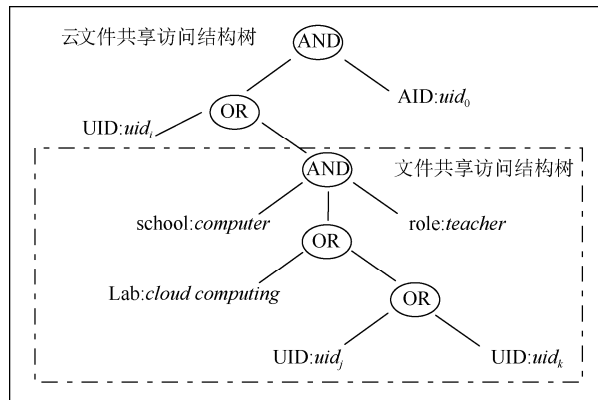 云文件共享访问结构树
AND
AID:uid₀
OR
UID:uidᵢ
AND
文件共享访问结构树
school:computer
role:teacher
OR
Lab:cloud computing
OR
UID:uidⱼ
UID:uidₖ